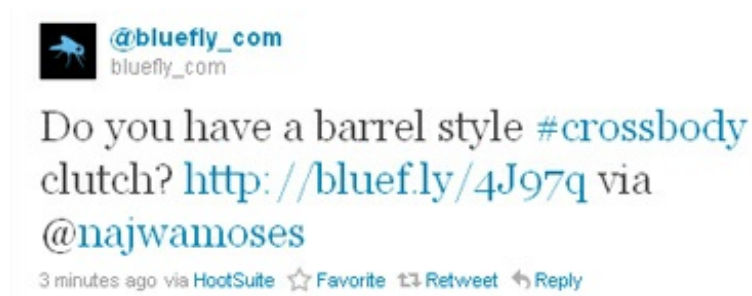 @bluefly_com
bluefly_com
Do you have a barrel style #crossbody
clutch? http://bluef.ly/4J97q via
@najwamoses
3 minutes ago via HootSuite Favorite Retweet Reply